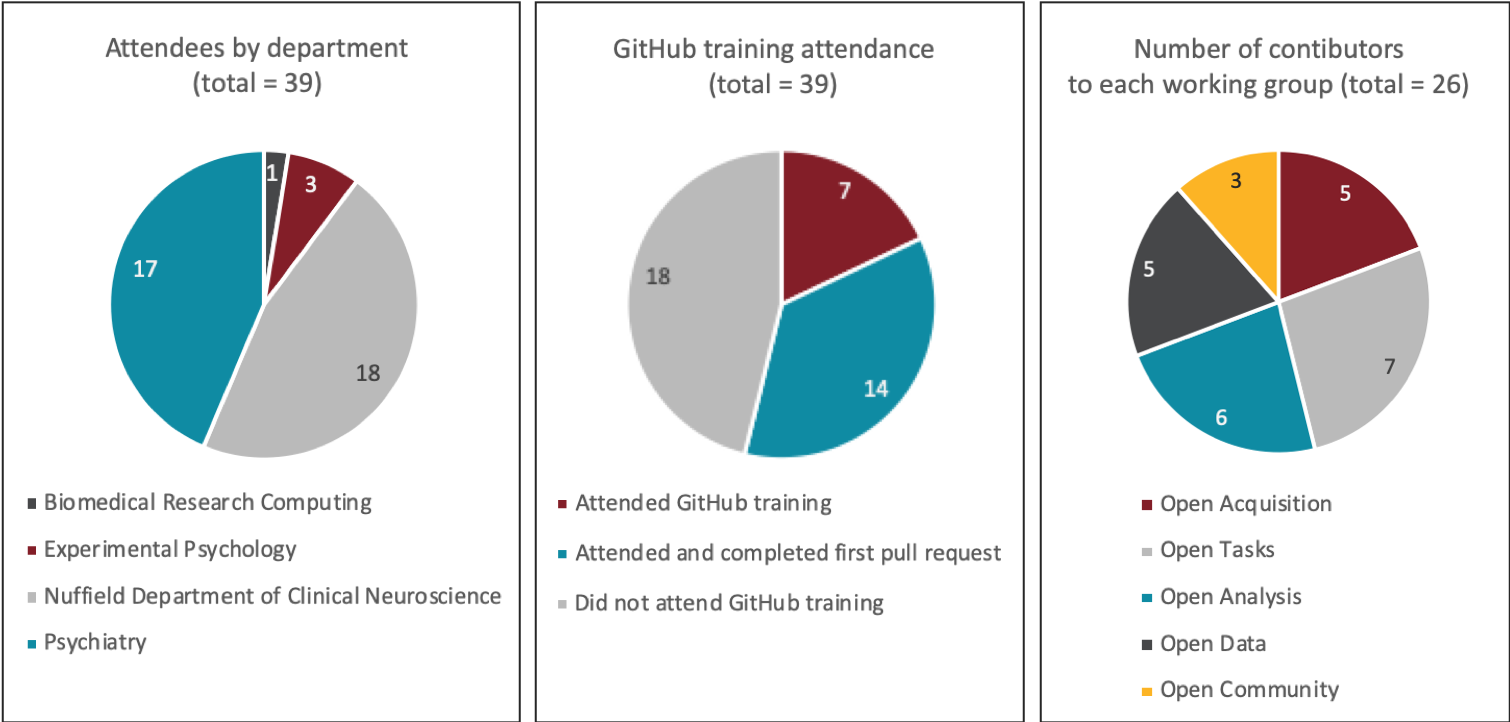 Attendees by department
(total = 39)
1
3
17
18
Biomedical Research Computing
Experimental Psychology
Nuffield Department of Clinical Neuroscience
Psychiatry
GitHub training attendance
(total = 39)
7
18
14
Attended GitHub training
Attended and completed first pull request
Did not attend GitHub training
Number of contibutors
to each working group (total = 26)
3
5
5
7
6
Open Acquisition
Open Tasks
Open Analysis
Open Data
Open Community